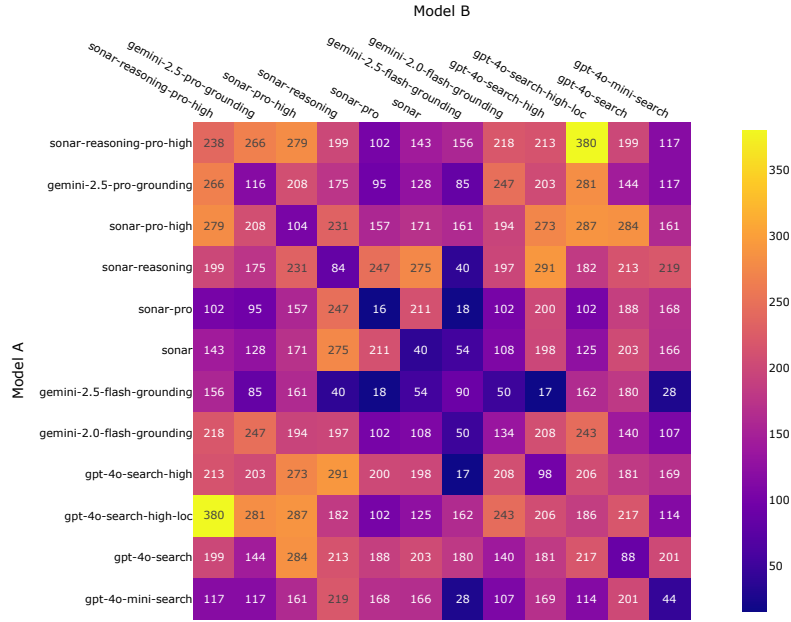 Model B
sonar-reasoning-pro-high
gemini-2.5-pro-grounding
sonar-pro-high
sonar-reasoning
sonar-pro
sonar
gemini-2.5-flash-grounding
gemini-2.0-flash-grounding
gpt-4o-search-high
gpt-4o-search-high-loc
gpt-4o-search
gpt-4o-mini-search
Model A
sonar-reasoning-pro-high 238 266 279 199 102 143 156 218 213 380 199 117
gemini-2.5-pro-grounding 266 116 208 175 95 128 85 247 203 281 144 117
sonar-pro-high 279 208 104 231 157 171 161 194 273 287 284 161
sonar-reasoning 199 175 231 84 247 275 40 197 291 182 213 219
sonar-pro 102 95 157 247 16 211 18 102 200 102 188 168
sonar 143 128 171 275 211 40 54 108 198 125 203 166
gemini-2.5-flash-grounding 156 85 161 40 18 54 90 50 17 162 180 28
gemini-2.0-flash-grounding 218 247 194 197 102 108 50 134 208 243 140 107
gpt-4o-search-high 213 203 273 291 200 198 17 208 98 206 181 169
gpt-4o-search-high-loc 380 281 287 182 102 125 162 243 206 186 217 114
gpt-4o-search 199 144 284 213 188 203 180 140 181 217 88 201
gpt-4o-mini-search 117 117 161 219 168 166 28 107 169 114 201 44
350
300
250
200
150
100
50